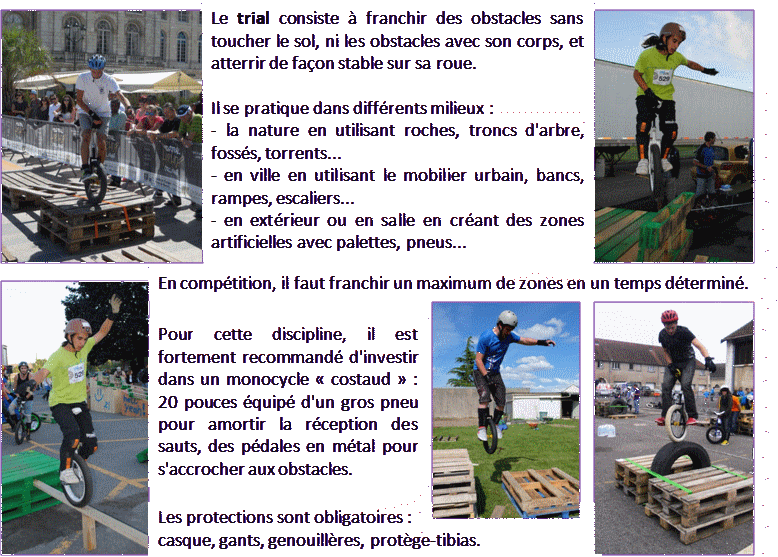 Le trial consiste à franchir des obstacles sans
toucher le sol, ni les obstacles avec son corps, et
atterrir de façon stable sur sa roue.
Il se pratique dans différents milieux :
- la nature en utilisant roches, troncs d'arbre,
fossés, torrents...
- en ville en utilisant le mobilier urbain, bancs,
rampes, escaliers...
- en extérieur ou en salle en créant des zones
artificielles avec palettes, pneus...
En compétition, il faut franchir un maximum de zones en un temps déterminé.
Pour cette discipline, il est
fortement recommandé d'investir
dans un monocycle « costaud » :
20 pouces équipé d'un gros pneu
pour amortir la réception des
sauts, des pédales en métal pour
s'accrocher aux obstacles.
Les protections sont obligatoires :
casque, gants, genouillères, protège-tibias.